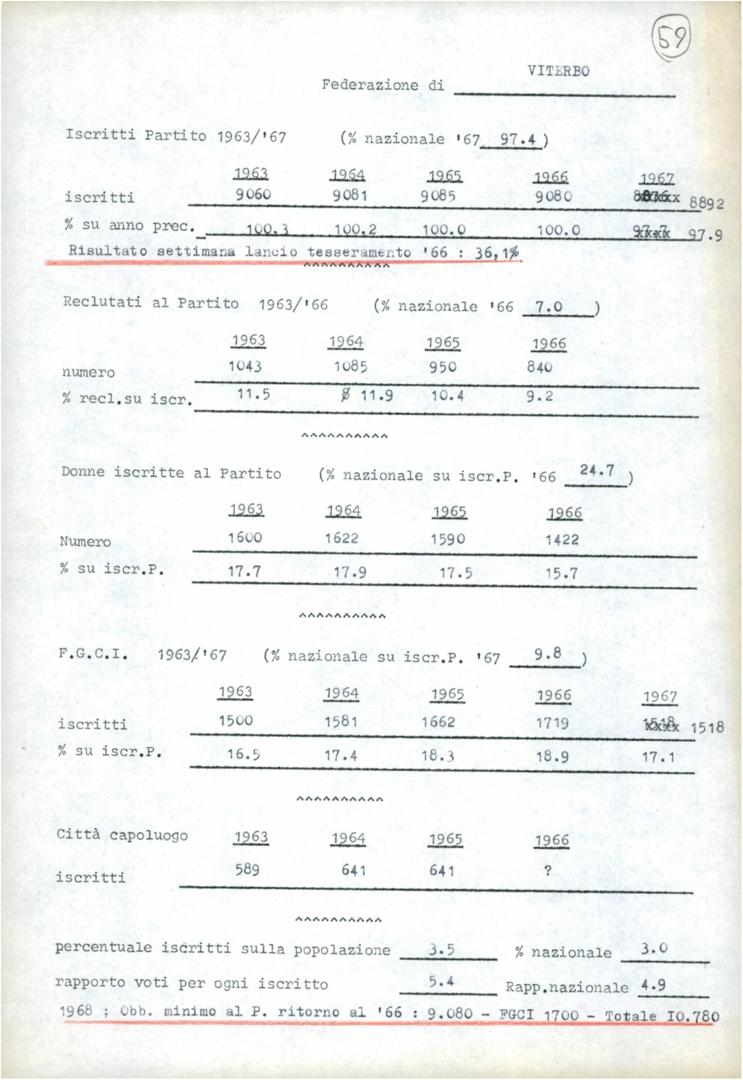 59
VITERBO
Federazione di
Iscritti Partito 1963/'67 (% nazionale '67 97.4)
1963 1964 1965 1966 1967
iscritti 9060 9081 9085 9080 8892
% su anno prec. 100.3 100.2 100.0 100.0 97.9
Risultato settimana lancio tesseramento '66 : 36,1%
^^^^^^^^^^
Reclutati al Partito 1963/'66 (% nazionale '66 7.0 )
1963 1964 1965 1966
numero 1043 1085 950 840
% recl.su iscr. 11.5 11.9 10.4 9.2
^^^^^^^^^^
Donne iscritte al Partito (% nazionale su iscr.P. '66 24.7 )
1963 1964 1965 1966
Numero 1600 1622 1590 1422
% su iscr.P. 17.7 17.9 17.5 15.7
^^^^^^^^^^
F.G.C.I. 1963/'67 (% nazionale su iscr.P. '67 9.8 )
1963 1964 1965 1966 1967
iscritti 1500 1581 1662 1719 1518
% su iscr.P. 16.5 17.4 18.3 18.9 17.1
^^^^^^^^^^
Città capoluogo 1963 1964 1965 1966
iscritti 589 641 641 ?
^^^^^^^^^^
percentuale iscritti sulla popolazione 3.5 % nazionale 3.0
rapporto voti per ogni iscritto 5.4 Rapp.nazionale 4.9
1968 ; Obb. minimo al P. ritorno al '66 : 9.080 - FGCI 1700 - Totale I0.780